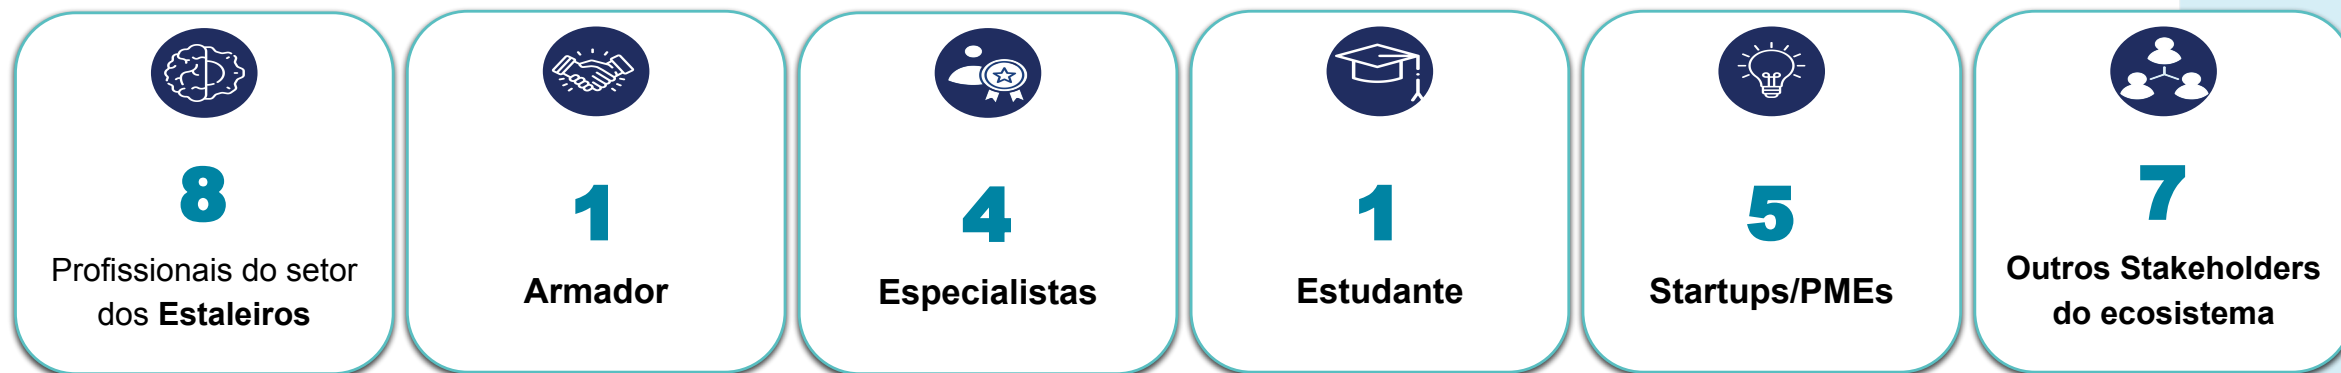 8
Profissionais do setor
dos Estaleiros
1
Armador
4
Especialistas
1
Estudante
5
Startups/PMEs
7
Outros Stakeholders
do ecosistema